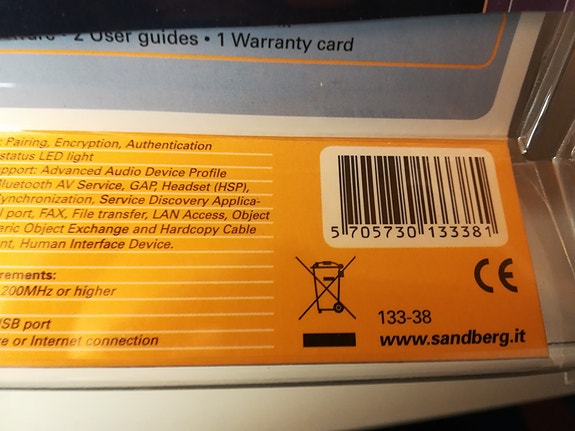 2 User guides • 1 Warranty card
Pairing, Encryption, Authentication
status LED light
upport: Advanced Audio Device Profile
Bluetooth AV Service, GAP, Headset (HSP),
ynchronization, Service Discovery Applica-
l port, FAX, File transfer, LAN Access, Object
eric Object Exchange and Hardcopy Cable
nt, Human Interface Device.
rements:
200MHz or higher
SB port
e or Internet connection
5 705730 133381
CE
133-38
www.sandberg.it